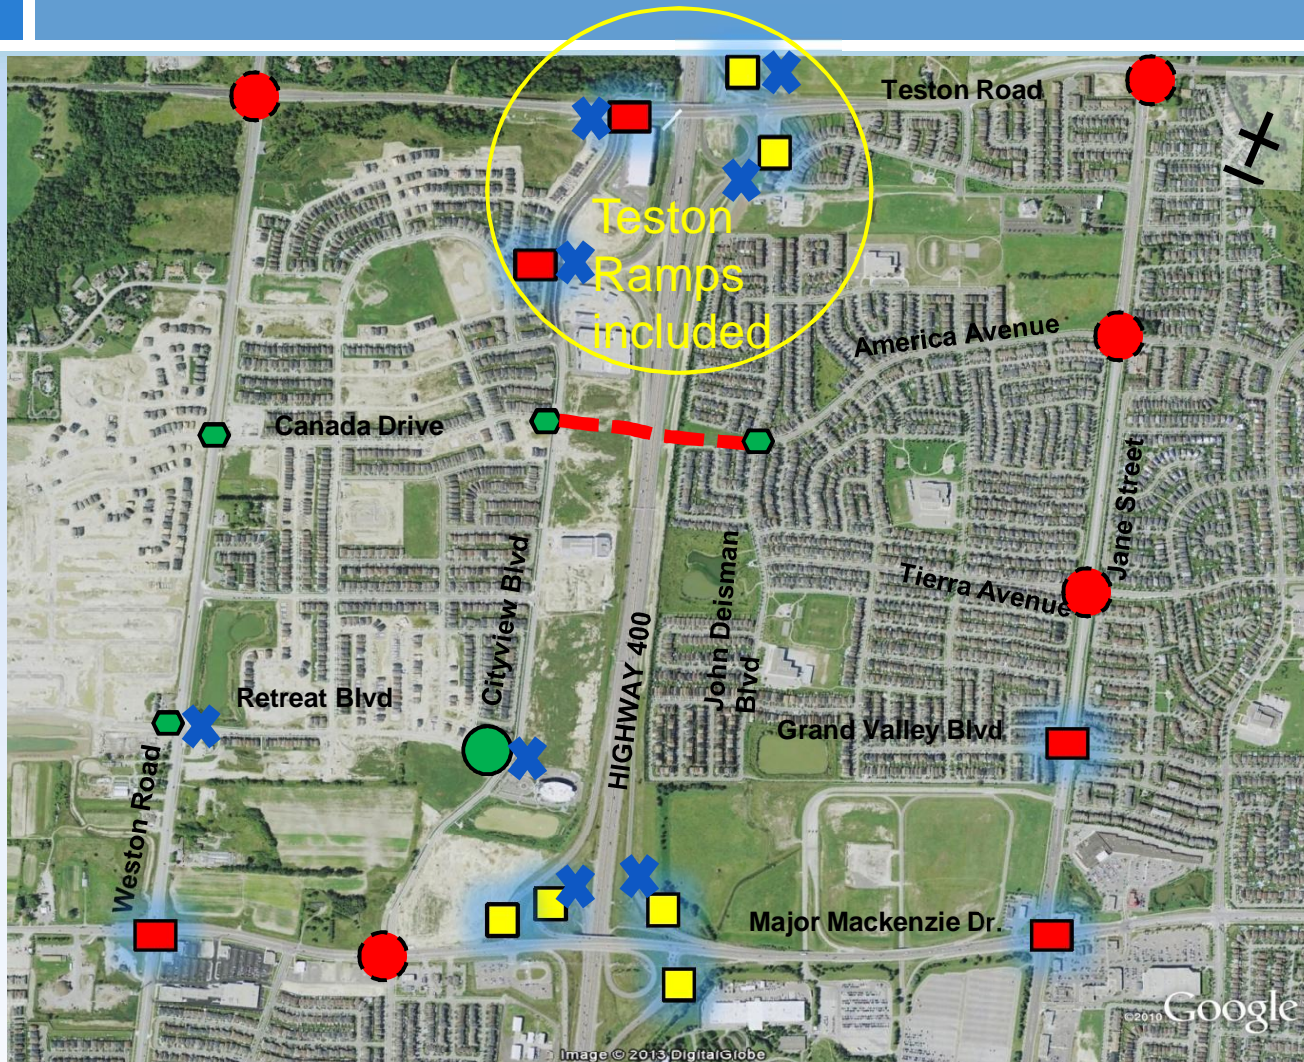 Teston Road
Teston
Ramps
included
America Avenue
Canada Drive
Jane Street
Cityview Blvd
John Deisman
Blvd
Tierra Avenue
HIGHWAY 400
Retreat Blvd
Grand Valley Blvd
Weston Road
Major Mackenzie Dr.
©2010 Google
Image © 2013 DigitalGlobe